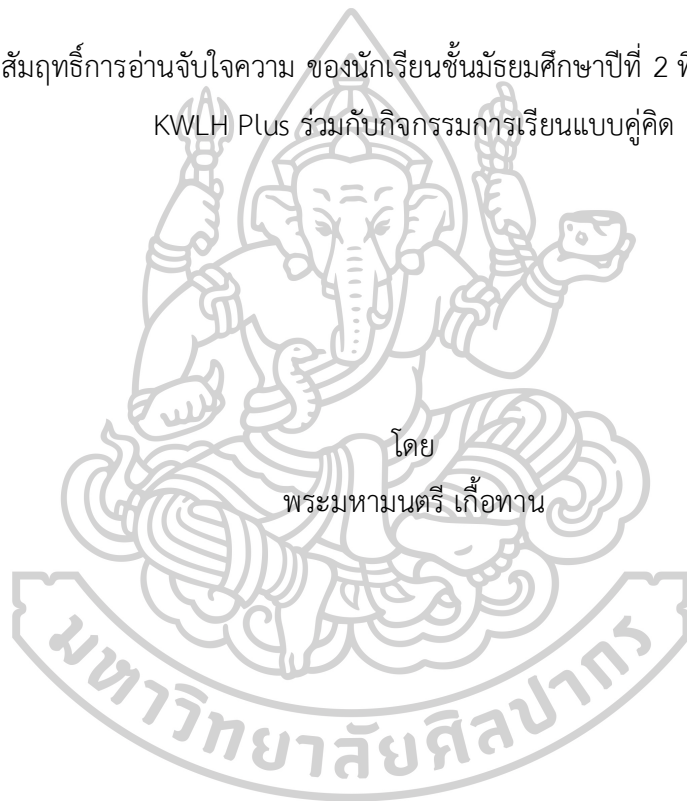 สัมฤทธิ์การอ่านจับใจความ ของนักเรียนชั้นมัธยมศึกษาปีที่ 2 ที่
KWLH Plus ร่วมกับกิจกรรมการเรียนแบบคู่คิด
โดย
พระมหามนตรี เกื้อทาน
มหาวิทยาลัยศิลปากร